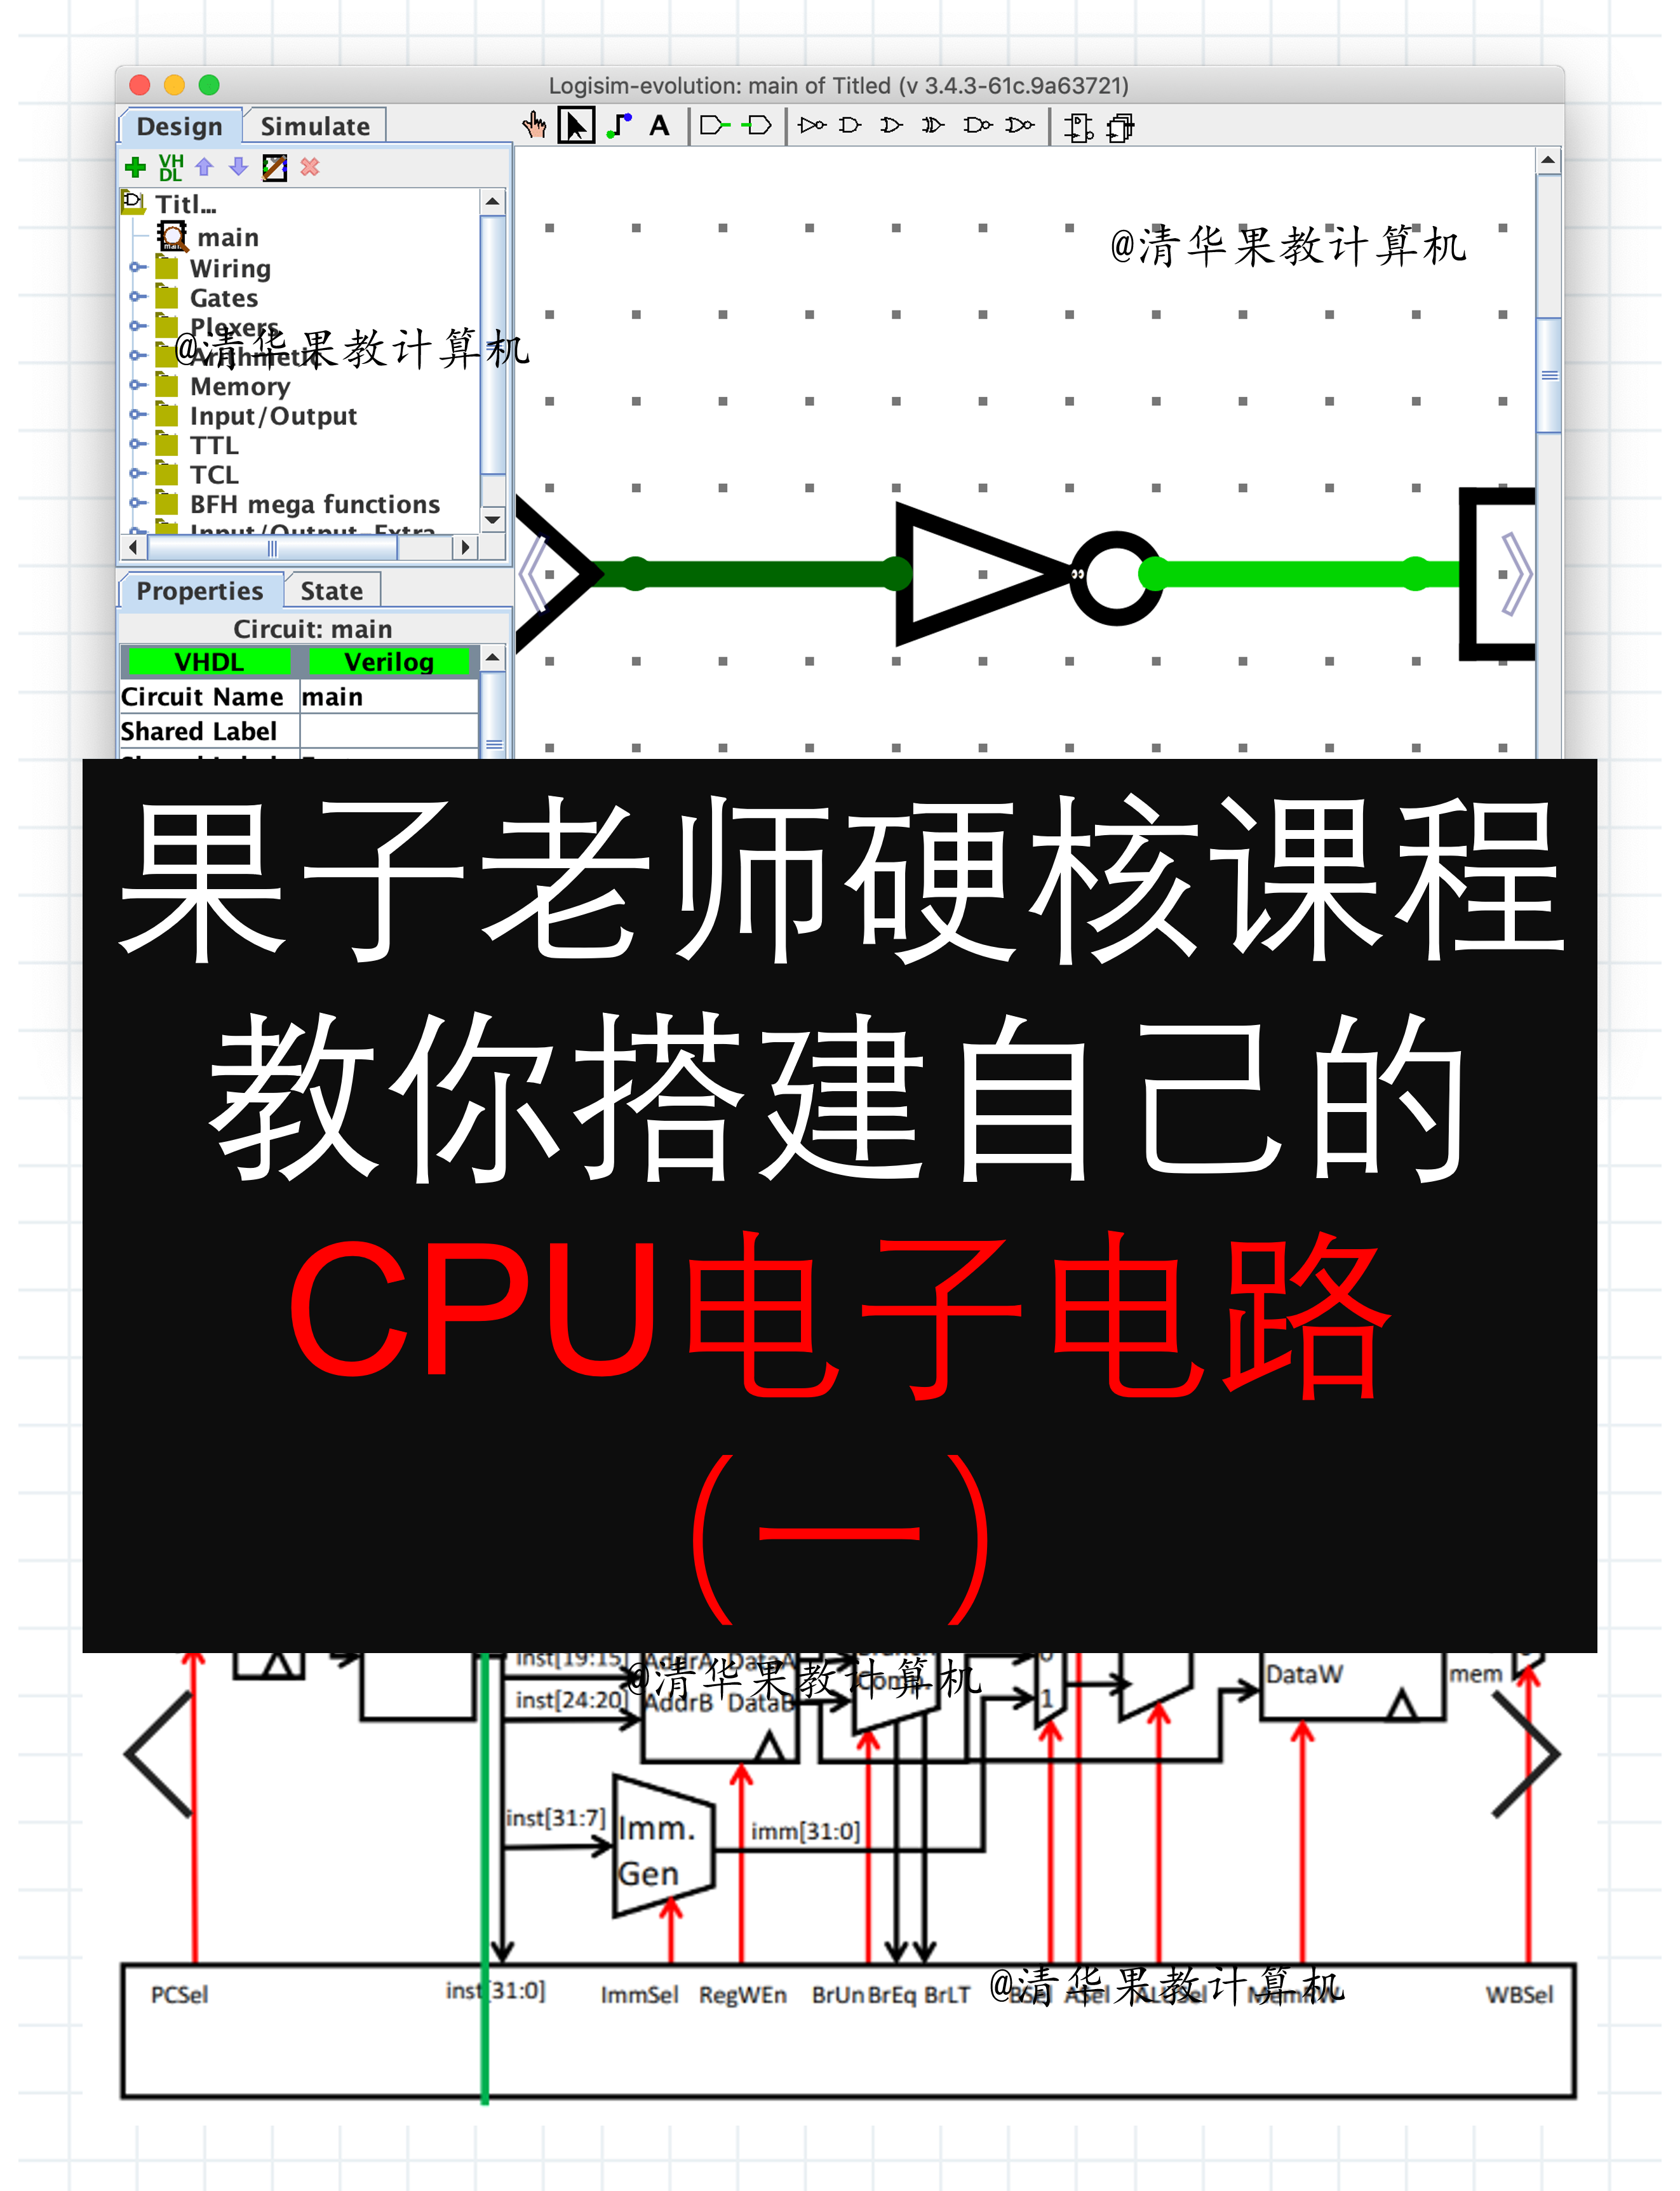 Logisim-evolution: main of Titled (v 3.4.3-61c.9a63721)
Design
Simulate
A
VH
DL
Titl...
main
Wiring
Gates
Plexers
Arithmetic
Memory
Input/Output
TTL
TCL
BFH mega functions
Input/Output Extra
@清华果教计算机
@清华果教计算机
Properties
State
Circuit: main
VHDL
Verilog
Circuit Name main
Shared Label
果子老师硬核课程
教你搭建自己的
CPU电子电路
(一)
inst[19:15] AddrA DataA
inst[24:20] AddrB DataB
Comp.
0
1
DataW
mem
@清华果教计算机
inst[31:7]
Imm.
Gen
imm[31:0]
PCSel inst[31:0] ImmSel RegWEn BrUn BrEq BrLT BSel ASel ALUSel MemRW WBSel
@清华果教计算机